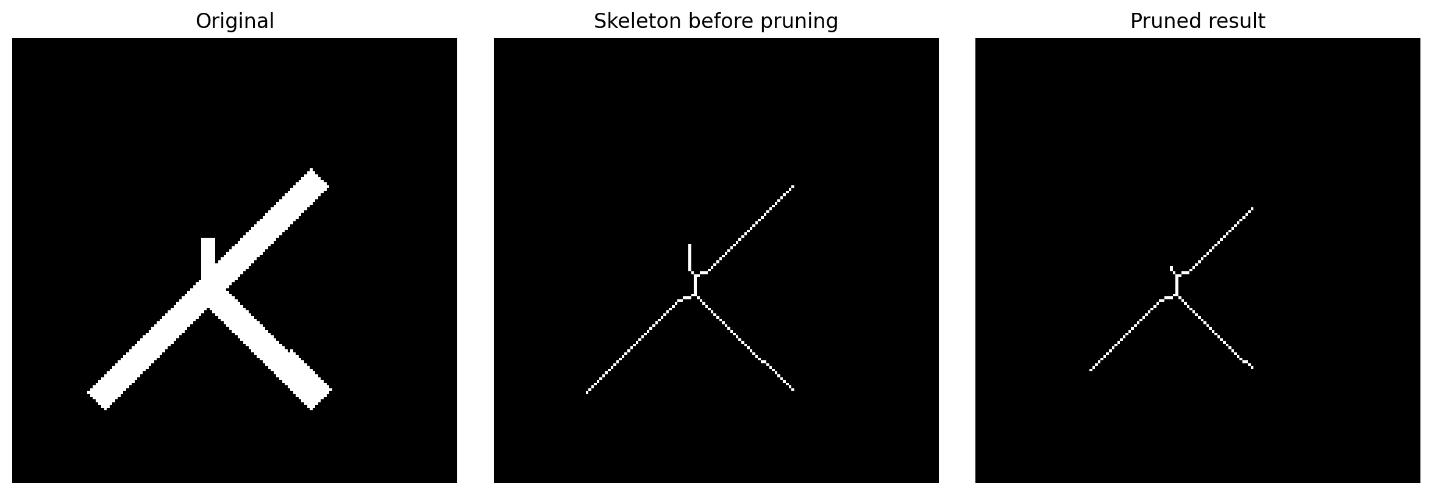 Original
Skeleton before pruning
Pruned result